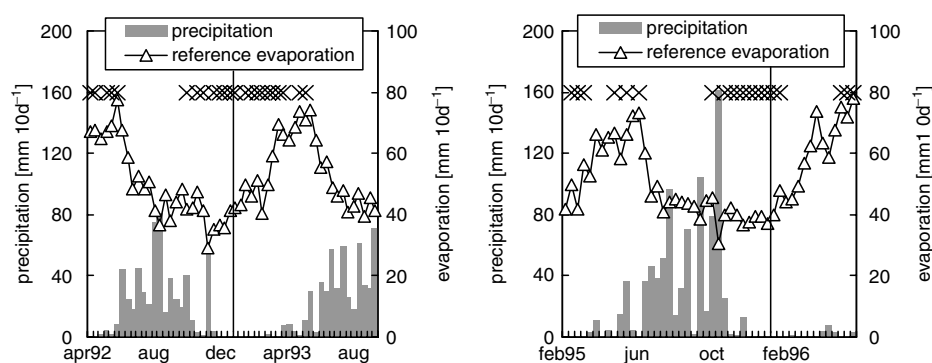 precipitation
reference evaporation
200
160
120
80
40
0
precipitation [mm 10d⁻¹]
100
80
60
40
20
0
evaporation [mm 10d⁻¹]
apr92 aug dec apr93 aug
precipitation
reference evaporation
200
160
120
80
40
0
precipitation [mm 10d⁻¹]
100
80
60
40
20
0
evaporation [mm1 0d⁻¹]
feb95 jun oct feb96